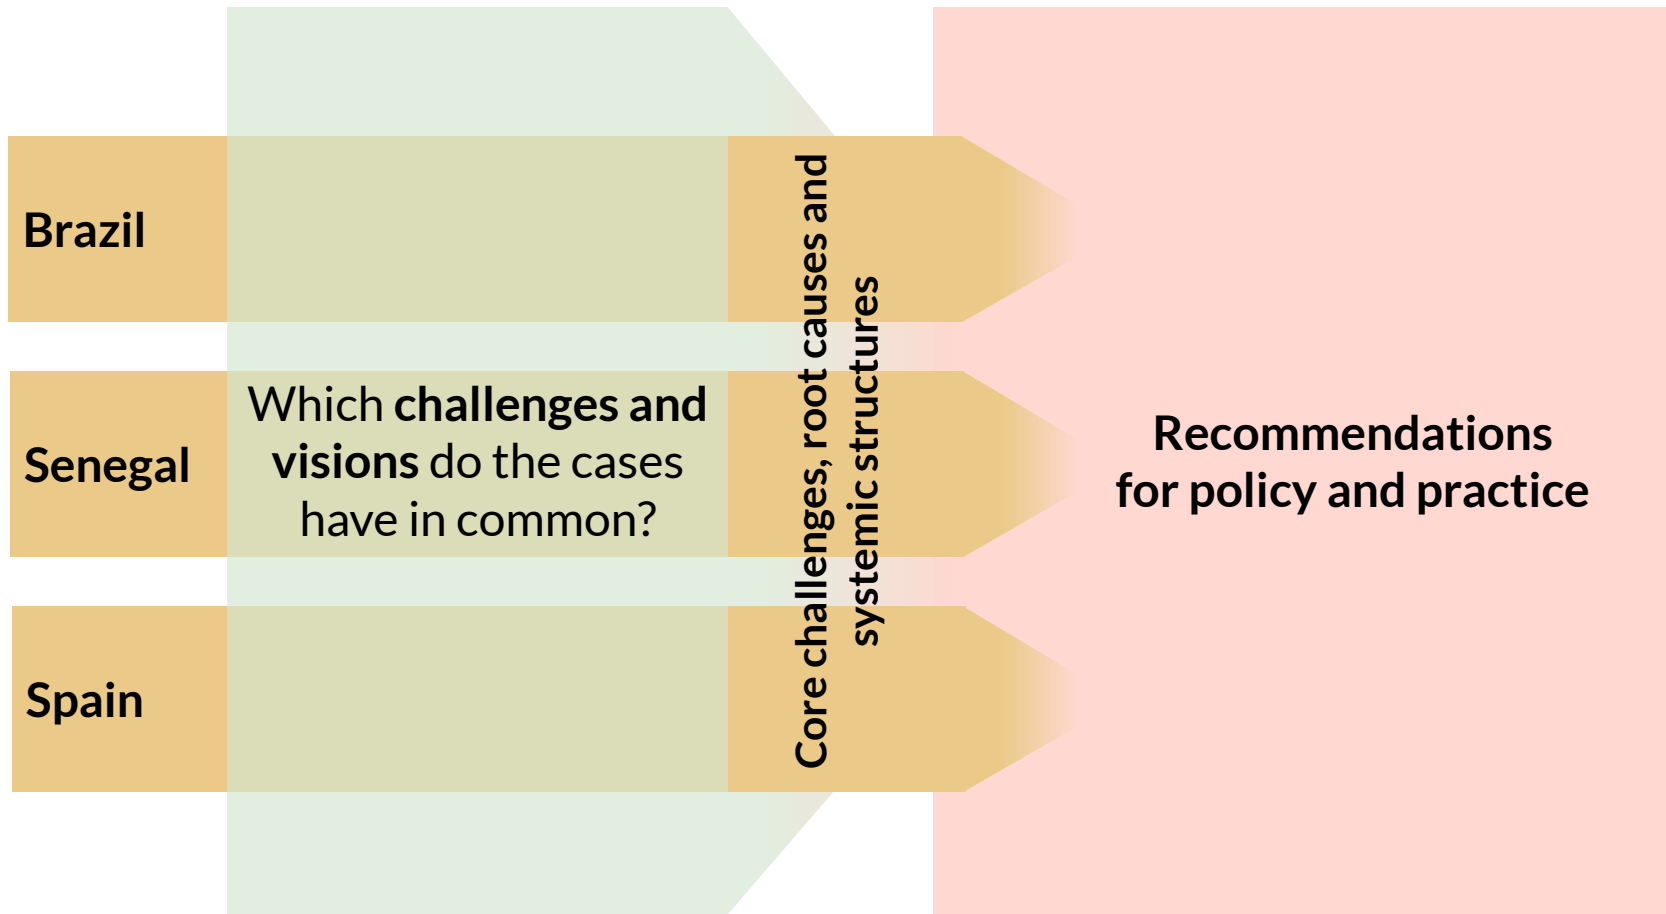 Brazil
Senegal
Spain
Which challenges and
visions do the cases
have in common?
Core challenges, root causes and
systemic structures
Recommendations
for policy and practice